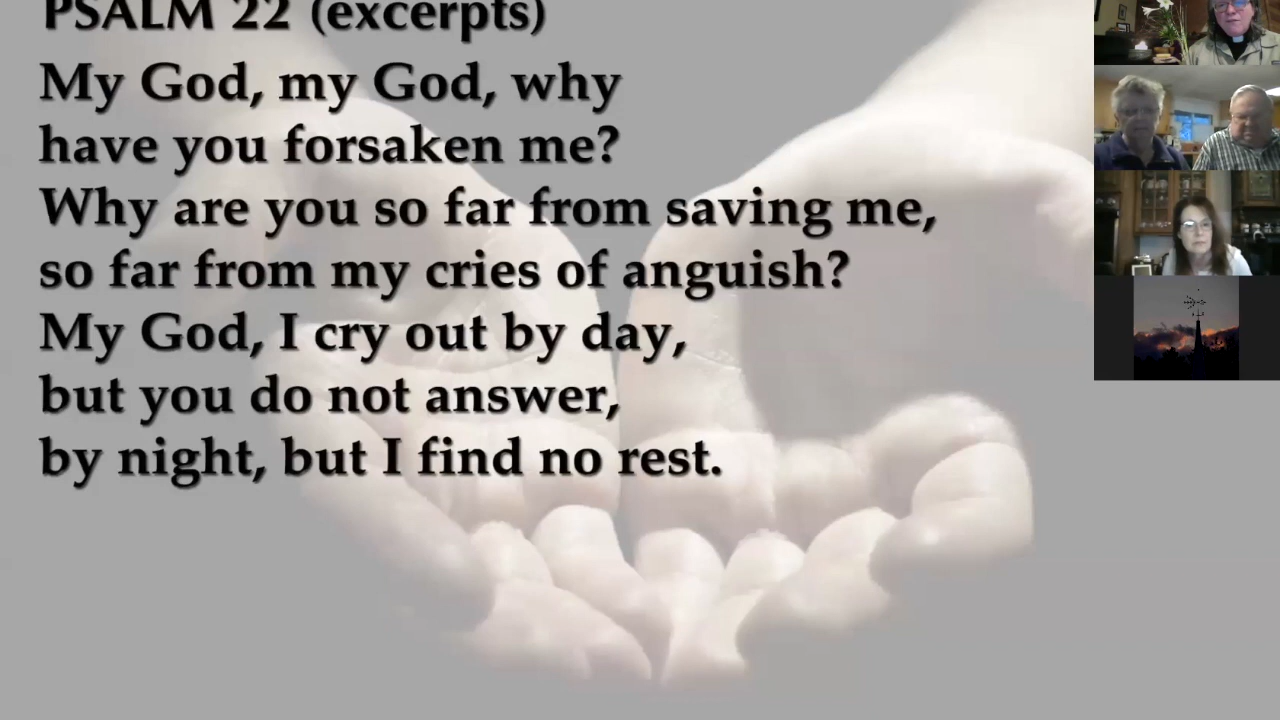 PSALM 22 (excerpts)
My God, my God, why
have you forsaken me?
Why are you so far from saving me,
so far from my cries of anguish?
My God, I cry out by day,
but you do not answer,
by night, but I find no rest.